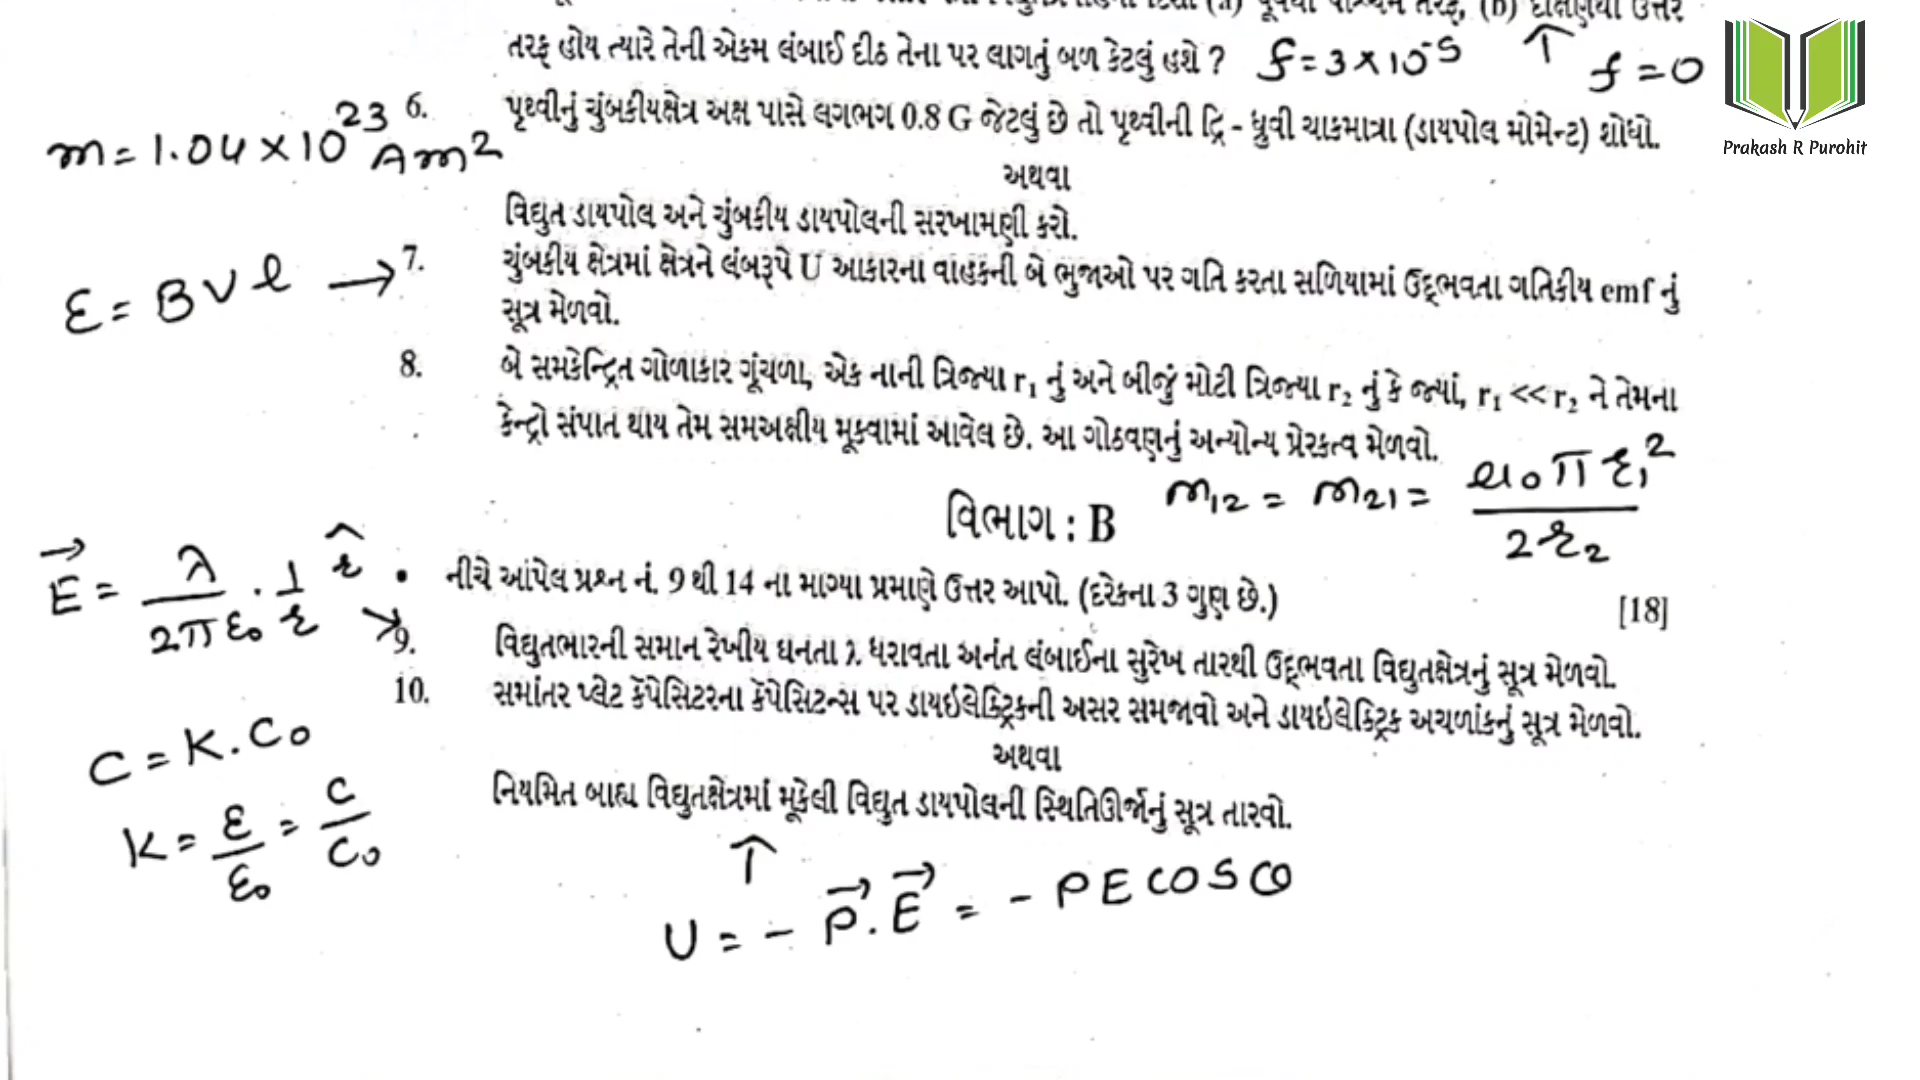 (b) દક્ષિણથી ઉત્તર
તરફ હોય ત્યારે તેની એકમ લંબાઈ દીઠ તેના પર લાગતું બળ કેટલું હશે ? f = 3 × 10⁻⁵ ↑ f = 0
Prakash R Purohit
m = 1.04 × 10²³ Am²
6. પૃથ્વીનું ચુંબકીયક્ષેત્ર અક્ષ પાસે લગભગ 0.8 G જેટલું છે તો પૃથ્વીની દ્વિ - ધ્રુવી ચાકમાત્રા (ડાયપોલ મોમેન્ટ) શોધો.
અથવા
વિદ્યુત ડાયપોલ અને ચુંબકીય ડાયપોલની સરખામણી કરો.
ε = Bvl →
7. ચુંબકીય ક્ષેત્રમાં ક્ષેત્રને લંબરૂપે U આકારના વાહકની બે ભુજાઓ પર ગતિ કરતા સળિયામાં ઉદ્ભવતા ગતિકીય emf નું
સૂત્ર મેળવો.
8. બે સમકેન્દ્રિત ગોળાકાર ગૂંચળા, એક નાની ત્રિજ્યા r₁ નું અને બીજું મોટી ત્રિજ્યા r₂ નું કે જ્યાં, r₁ << r₂ ને તેમના
કેન્દ્રો સંપાત થાય તેમ સમઅક્ષીય મૂકવામાં આવેલ છે. આ ગોઠવણનું અન્યોન્ય પ્રેરકત્વ મેળવો.
m₁₂ = m₂₁ = μ₀πr₁² / 2r₂
વિભાગ : B
E⃗ = λ / 2πε₀ . 1 / r r̂
• નીચે આપેલ પ્રશ્ન નં. 9 થી 14 ના માગ્યા પ્રમાણે ઉત્તર આપો. (દરેકના 3 ગુણ છે.) [18]
9. વિદ્યુતભારની સમાન રેખીય ઘનતા λ ધરાવતા અનંત લંબાઈના સુરેખ તારથી ઉદ્ભવતા વિદ્યુતક્ષેત્રનું સૂત્ર મેળવો.
10. સમાંતર પ્લેટ કૅપેસિટરના કૅપેસિટન્સ પર ડાયઇલેક્ટ્રિકની અસર સમજાવો અને ડાયઇલેક્ટ્રિક અચળાંકનું સૂત્ર મેળવો.
C = K.C₀
અથવા
નિયમિત બાહ્ય વિદ્યુતક્ષેત્રમાં મૂકેલી વિદ્યુત ડાયપોલની સ્થિતિઊર્જાનું સૂત્ર તારવો.
K = ε / ε₀ = C / C₀
↑
U = - P⃗.E⃗ = - PE COSθ